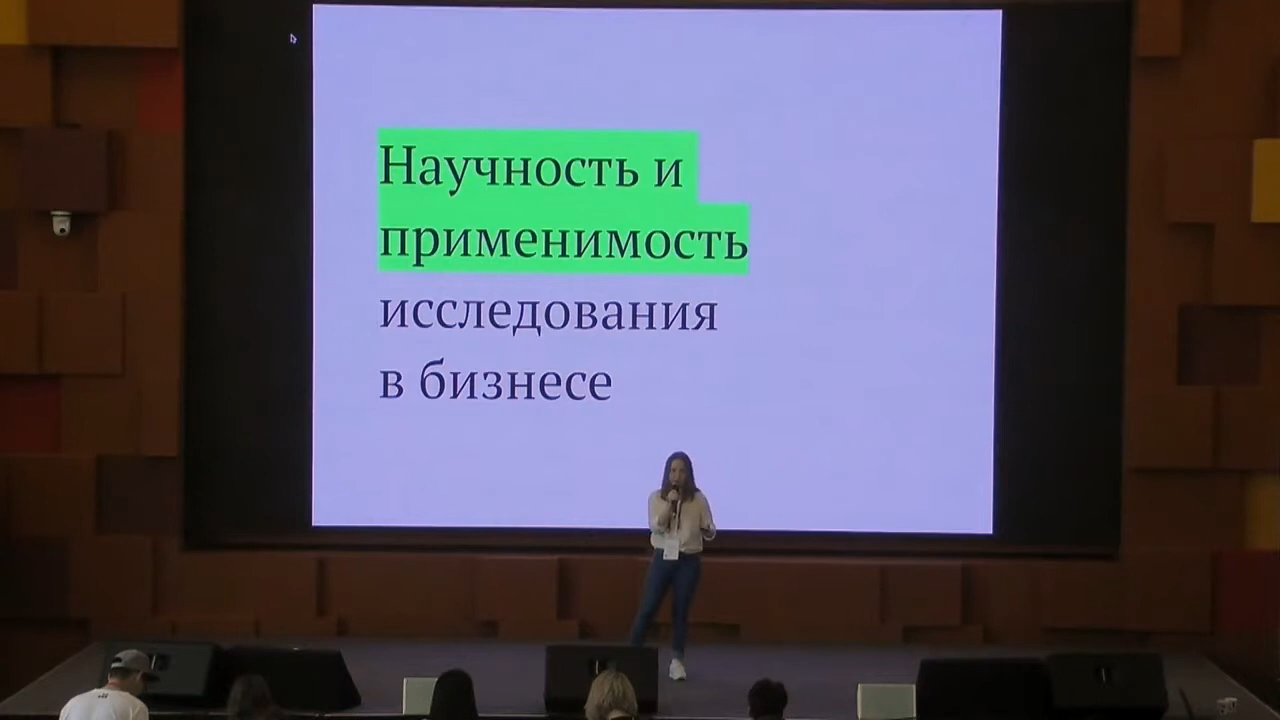 Научность и
применимость
исследования
в бизнесе